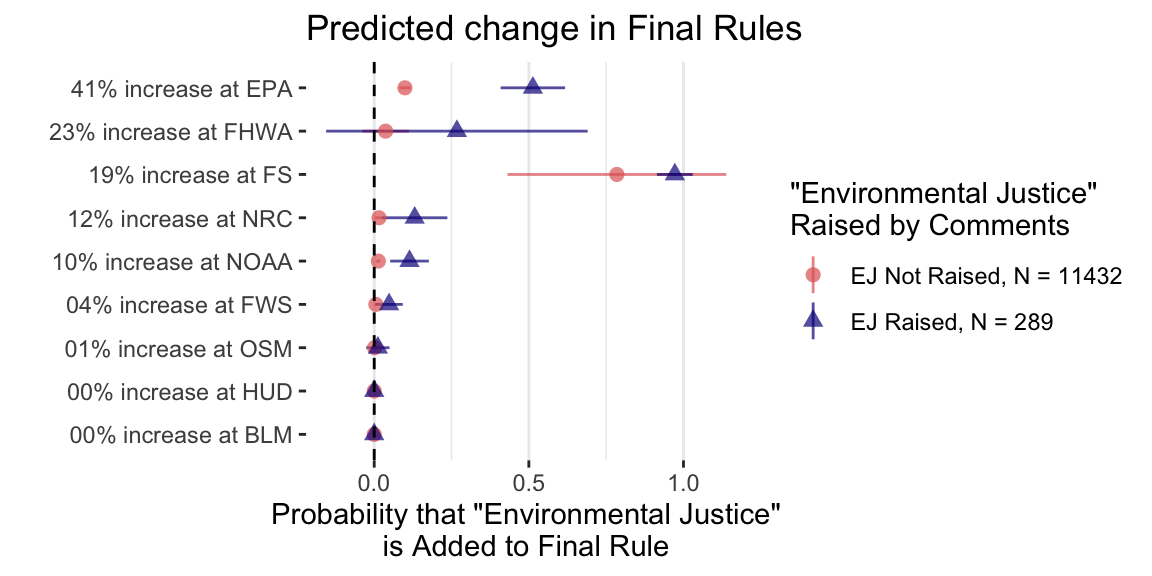 Predicted change in Final Rules
41% increase at EPA
23% increase at FHWA
19% increase at FS
12% increase at NRC
10% increase at NOAA
04% increase at FWS
01% increase at OSM
00% increase at HUD
00% increase at BLM
0.0 0.5 1.0
Probability that "Environmental Justice"
is Added to Final Rule
"Environmental Justice"
Raised by Comments
EJ Not Raised, N = 11432
EJ Raised, N = 289